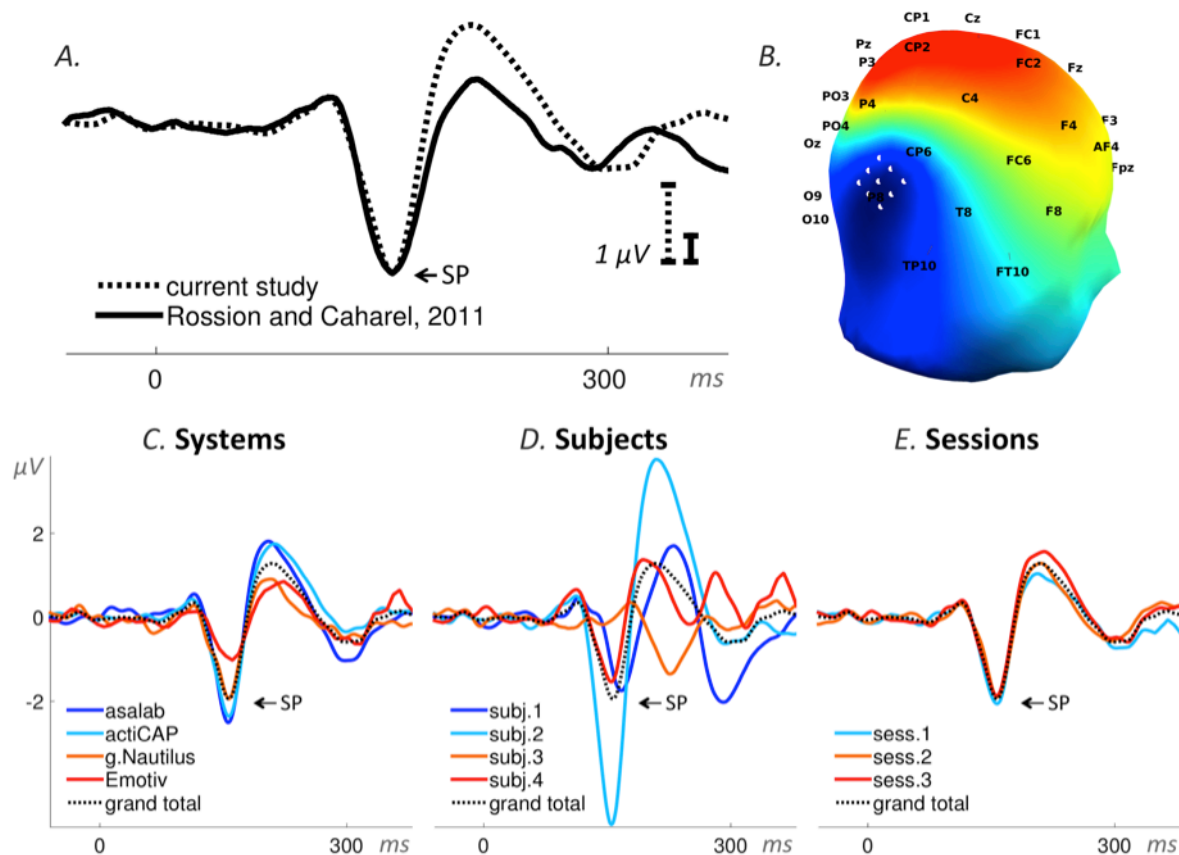 A.
1 µV
← SP
current study
Rossion and Caharel, 2011
0 300 ms
B.
CP1 Cz
FC1
Pz CP2 FC2
P3 Fz
PO3 P4 C4
F3
PO4 F4
Oz CP6 FC6 AF4
Fpz
O9 P8
O10 T8 F8
TP10 FT10
C. Systems
µV
2
0
-2
← SP
asalab
actiCAP
g.Nautilus
Emotiv
grand total
0 300 ms
D. Subjects
← SP
subj.1
subj.2
subj.3
subj.4
grand total
0 300 ms
E. Sessions
← SP
sess.1
sess.2
sess.3
grand total
0 300 ms